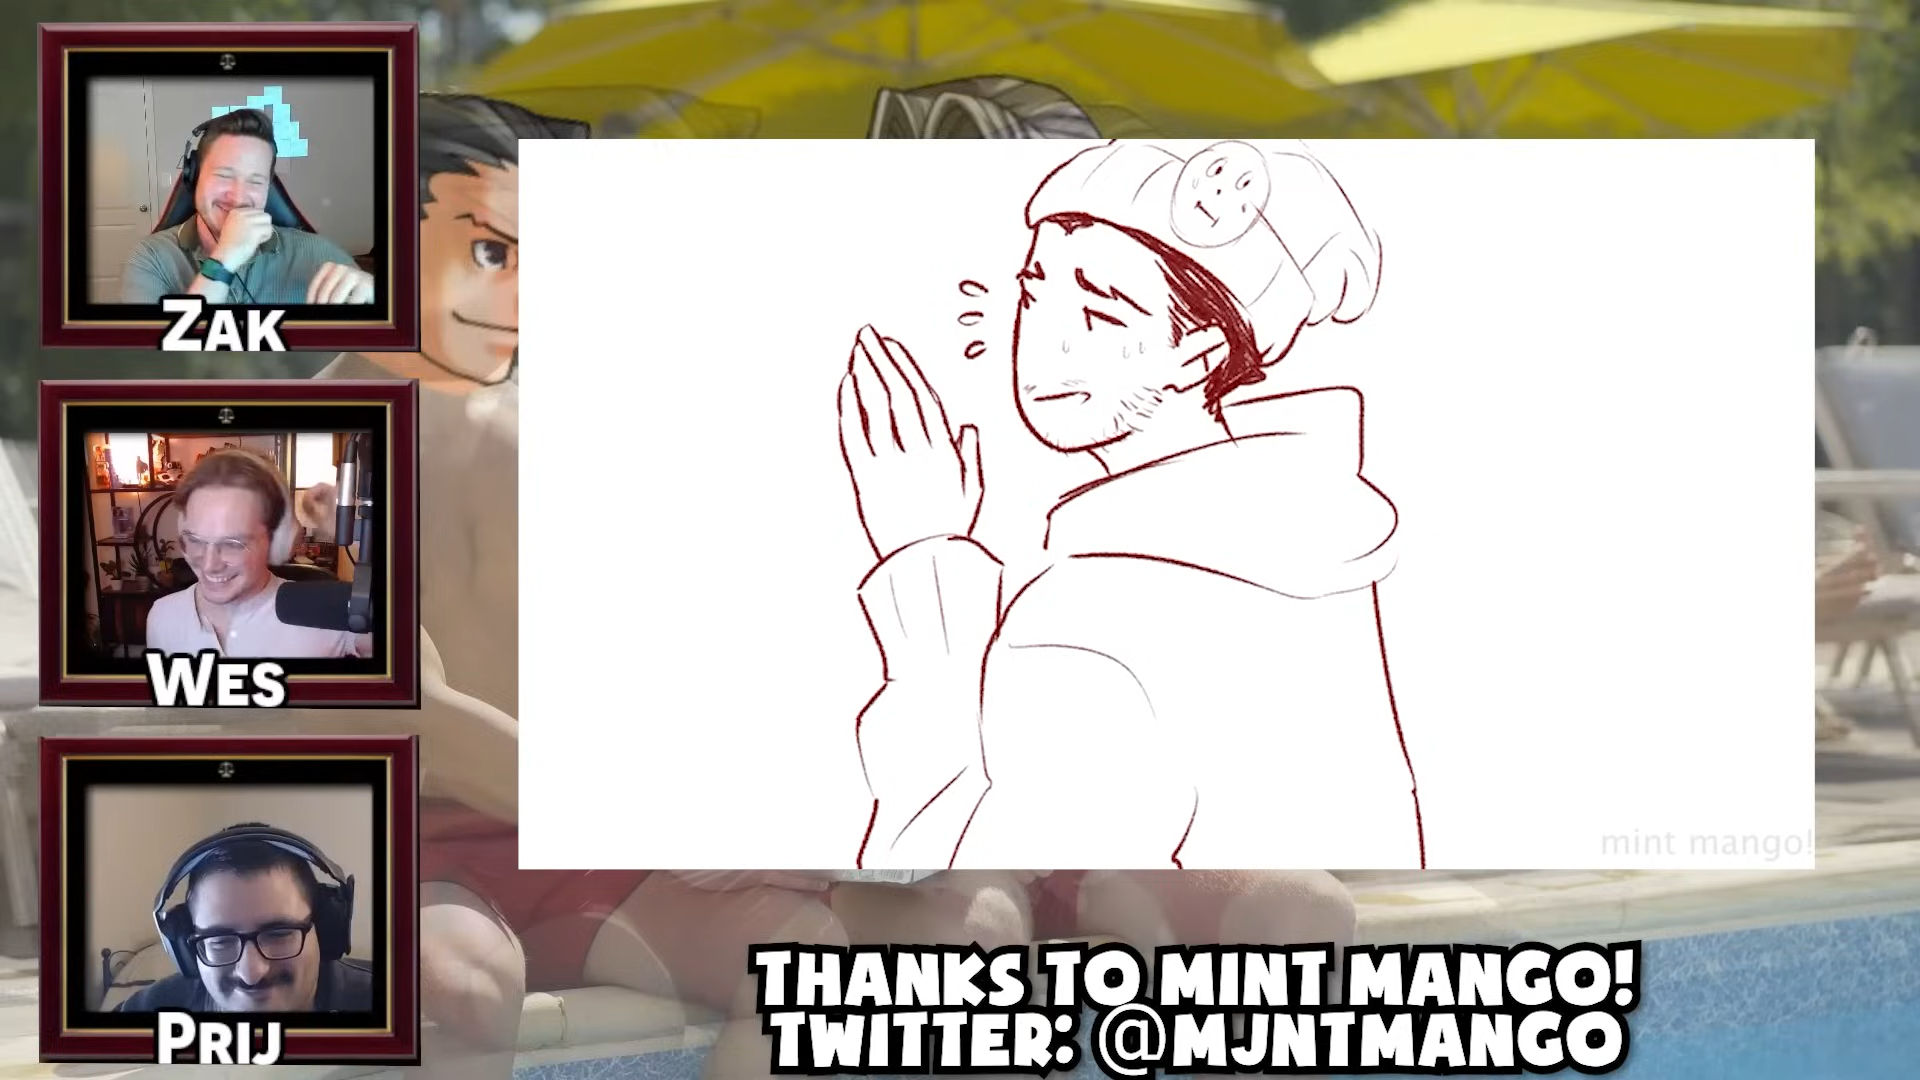 ZAK
WES
PRIJ
mint mango!
THANKS TO MINT MANGO!
TWITTER: @MJNTMANGO